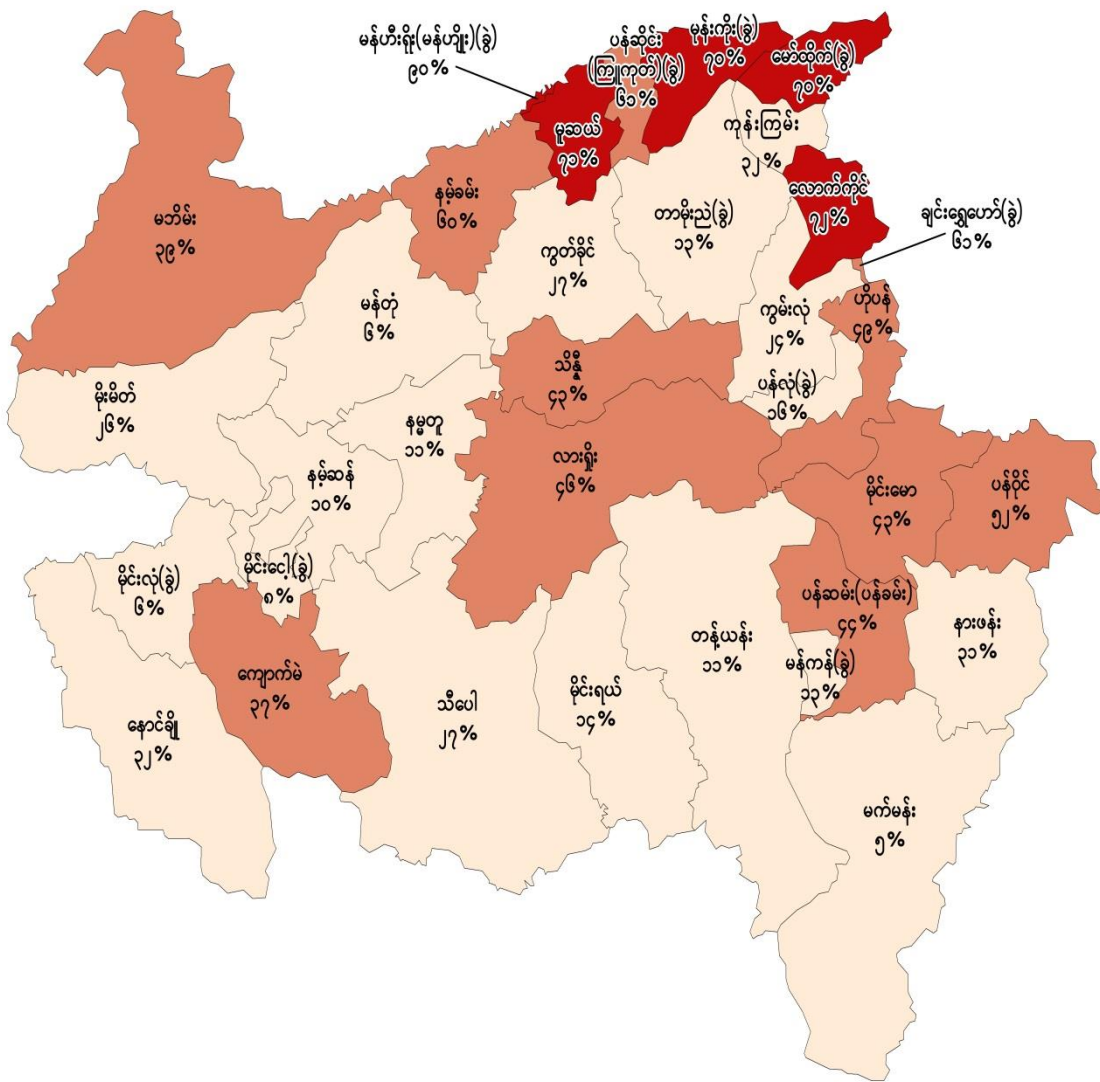 မန်ဟီးရိုး(မန်ဟျိုး)(ခွဲ)
၉၀%
ပန်ဆိုင်း
(ကြူကုတ်)(ခွဲ)
၆၁%
မုန်းကိုး(ခွဲ)
၇၀%
မော်ထိုက်(ခွဲ)
၇၀%
မူဆယ်
၇၁%
ကုန်းကြမ်း
၃၂%
လောက်ကိုင်
၇၂%
ချင်းရွှေဟော်(ခွဲ)
၆၁%
မဘိမ်း
၃၉%
နမ့်ခမ်း
၆၀%
တာမိုးညဲ(ခွဲ)
၁၃%
ကွတ်ခိုင်
၂၇%
မန်တုံ
၆%
ဟိုပန်
၄၉%
ကွမ်းလုံ
၂၄%
သိန္နီ
၄၃%
ပန်လုံ(ခွဲ)
၁၆%
မိုးမိတ်
၂၆%
နမ္မတူ
၁၁%
လားရှိုး
၄၆%
နမ့်ဆန်
၁၀%
မိုင်းမော
၄၃%
ပန်ဝိုင်
၅၂%
မိုင်းလုံ(ခွဲ)
၆%
မိုင်းငေါ့(ခွဲ)
၈%
ပန်ဆမ်း(ပန်ခမ်း)
၄၄%
နားဖန်း
၃၁%
တန့်ယန်း
၁၁%
မန်ကန်(ခွဲ)
၁၃%
ကျောက်မဲ
၃၇%
သီပေါ
၂၇%
မိုင်းရယ်
၁၄%
နောင်ချို
၃၂%
မက်မန်း
၅%